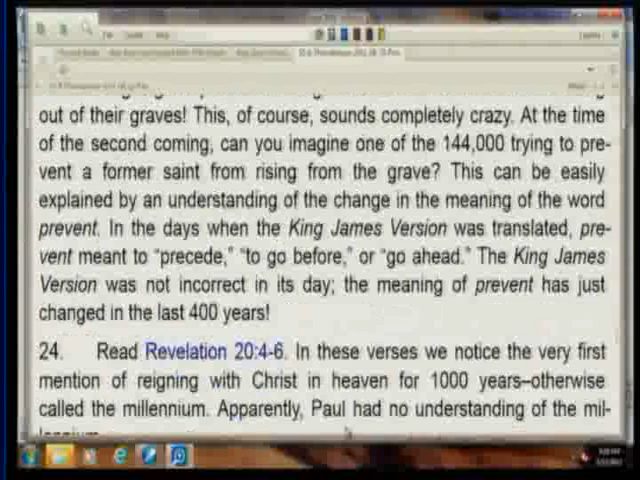 out of their graves! This, of course, sounds completely crazy. At the time
of the second coming, can you imagine one of the 144,000 trying to pre-
vent a former saint from rising from the grave? This can be easily
explained by an understanding of the change in the meaning of the word
prevent. In the days when the King James Version was translated, pre-
vent meant to “precede,” “to go before,” or “go ahead.” The King James
Version was not incorrect in its day; the meaning of prevent has just
changed in the last 400 years!
24. Read Revelation 20:4-6. In these verses we notice the very first
mention of reigning with Christ in heaven for 1000 years–otherwise
called the millennium. Apparently, Paul had no understanding of the mil-
lennium